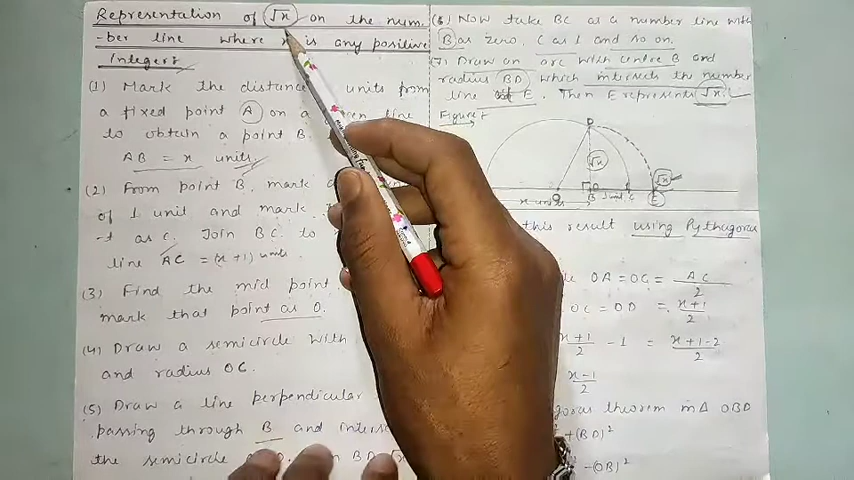 Representation of √x on the num-
-ber line where x is any positive
Integers
(1) Mark the distance units from
a fixed point A on a line
to obtain a point B
AB = x units.
(2) From point B, mark
of 1 unit and mark
as C. Join BC to
line AC = (x+1) units
(3) Find the mid point
mark that point as O.
(4) Draw a semicircle with
and radius OC.
(5) Draw a line perpendicular
passing through B and
the semicircle BD
(6) Now take BC as a number line with
B as zero, C as 1 and so on.
(7) Draw an arc with centre B and
radius BD which intersects the number
line at E. Then E represents √x
Figure
D
√x
√x
x units O B 1 unit C E
this result using Pythagoras
OA = OC = AC/2
OC = OD = x+1/2
x+1/2 - 1 = x+1-2/2
x-1/2
theorem in Δ OBD
+(BD)²
-(OB)²